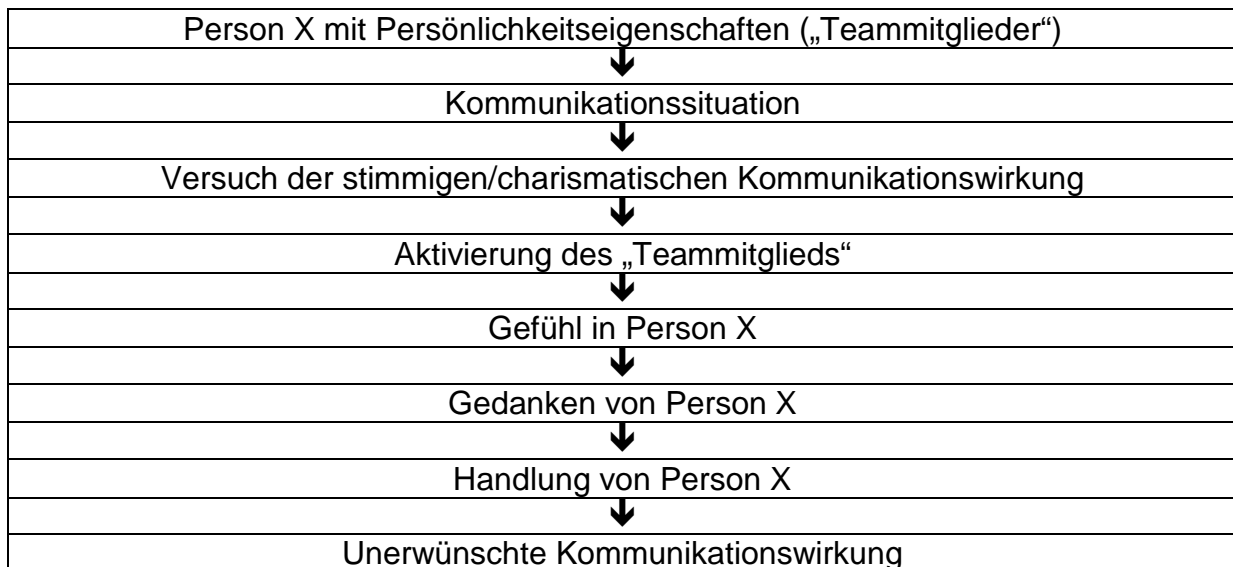 Person X mit Persönlichkeitseigenschaften („Teammitglieder“)
Kommunikationssituation
Versuch der stimmigen/charismatischen Kommunikationswirkung
Aktivierung des „Teammitglieds“
Gefühl in Person X
Gedanken von Person X
Handlung von Person X
Unerwünschte Kommunikationswirkung